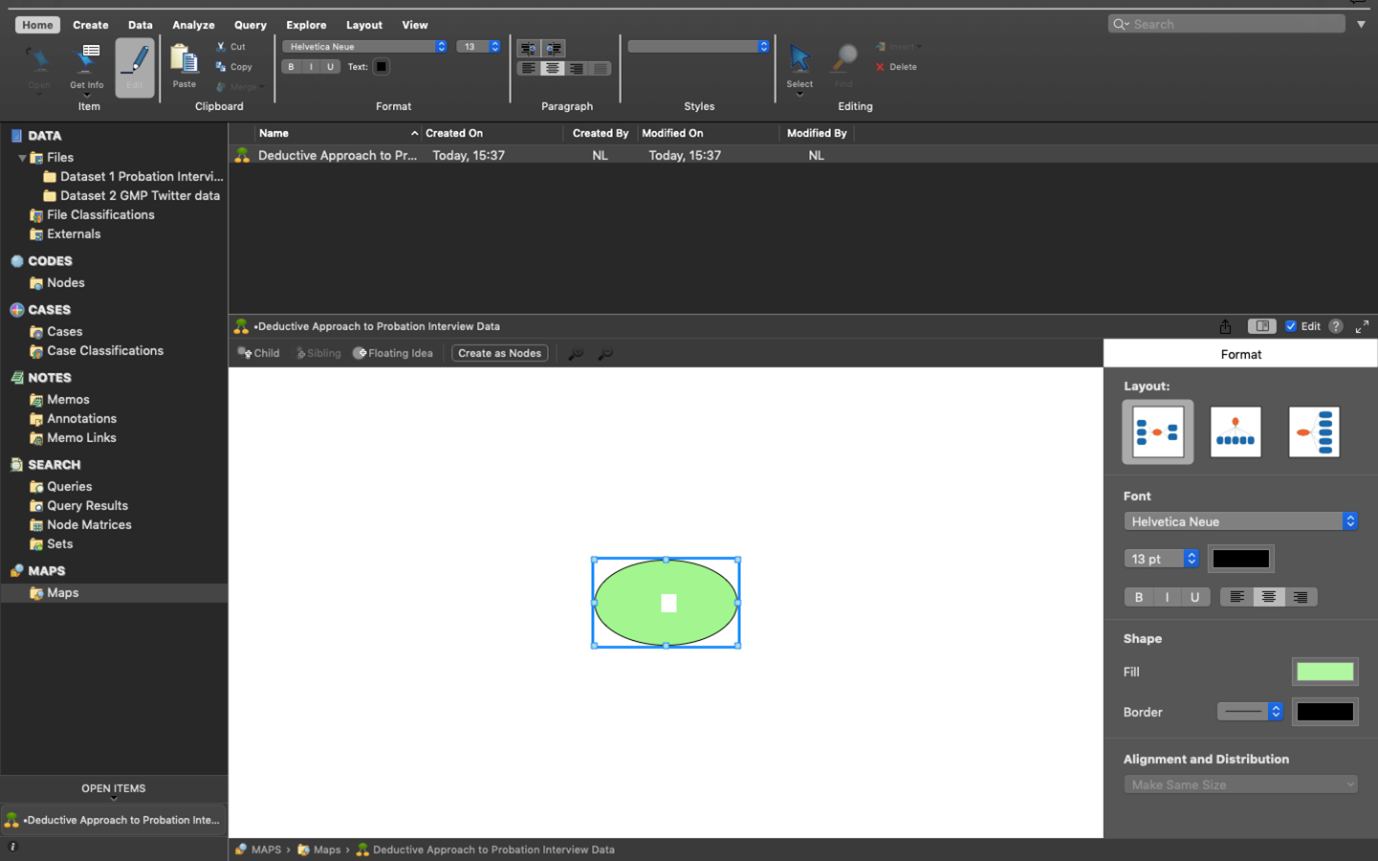 Home Create Data Analyze Query Explore Layout View Search
Open Get Info Edit Paste Cut Copy Merge Helvetica Neue 13 B I U Text: Select Find Insert Delete
Item Clipboard Format Paragraph Styles Editing
DATA
Files
Dataset 1 Probation Intervi...
Dataset 2 GMP Twitter data
File Classifications
Externals
CODES
Nodes
CASES
Cases
Case Classifications
NOTES
Memos
Annotations
Memo Links
SEARCH
Queries
Query Results
Node Matrices
Sets
MAPS
Maps
OPEN ITEMS
•Deductive Approach to Probation Inte...
Name Created On Created By Modified On Modified By
Deductive Approach to Pr... Today, 15:37 NL Today, 15:37 NL
•Deductive Approach to Probation Interview Data Edit ?
Child Sibling Floating Idea Create as Nodes
Format
Layout:
Font
Helvetica Neue
13 pt
B I U
Shape
Fill
Border
Alignment and Distribution
Make Same Size
MAPS › Maps › Deductive Approach to Probation Interview Data